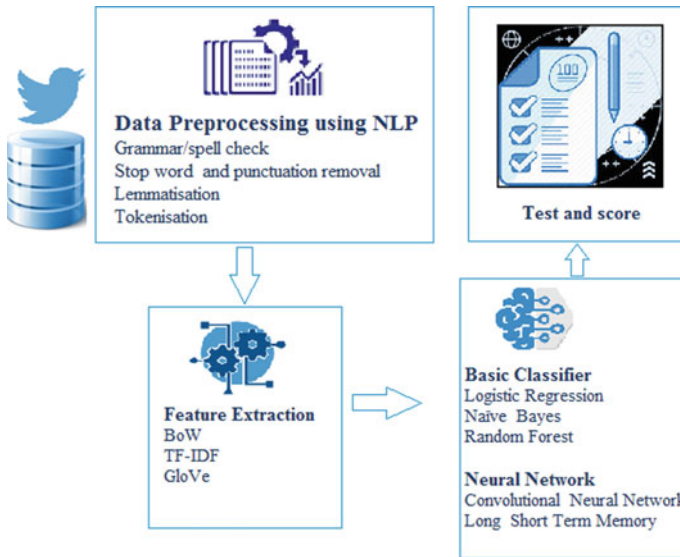 Data Preprocessing using NLP
Grammar/spell check
Stop word and punctuation removal
Lemmatisation
Tokenisation
Feature Extraction
BoW
TF-IDF
GloVe
Basic Classifier
Logistic Regression
Naïve Bayes
Random Forest
Neural Network
Convolutional Neural Network
Long Short Term Memory
100
Test and score